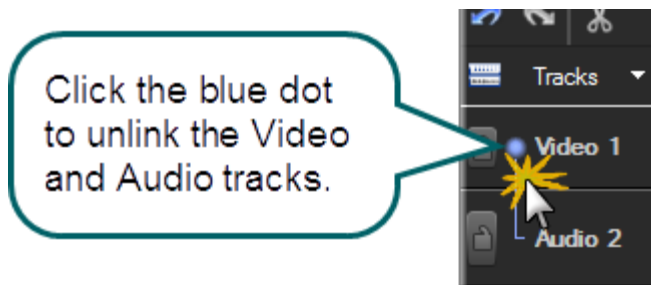 Click the blue dot
to unlink the Video
and Audio tracks.
Tracks
Video 1
Audio 2